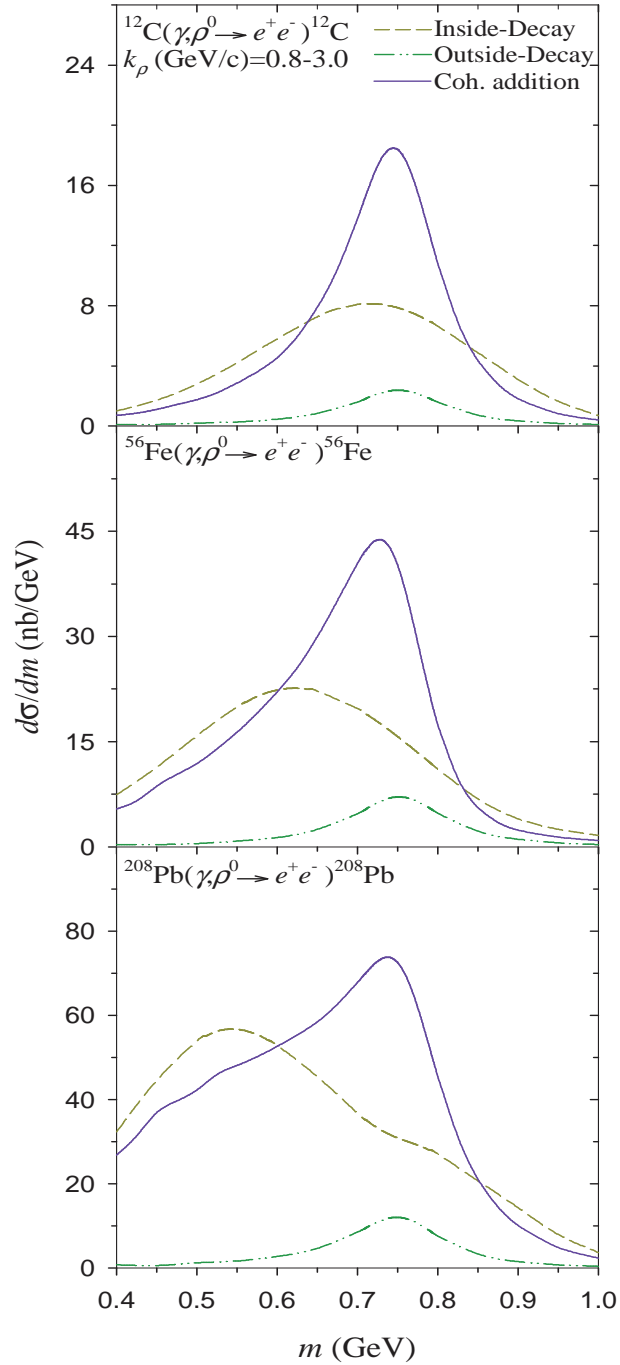 ¹²C(γ,ρ⁰→ e⁺e⁻)¹²C
k_ρ (GeV/c)=0.8-3.0
Inside-Decay
Outside-Decay
Coh. addition
24
16
8
0
⁵⁶Fe(γ,ρ⁰→ e⁺e⁻)⁵⁶Fe
45
30
15
0
dσ/dm (nb/GeV)
²⁰⁸Pb(γ,ρ⁰→ e⁺e⁻)²⁰⁸Pb
80
60
40
20
0
0.4 0.5 0.6 0.7 0.8 0.9 1.0
m (GeV)